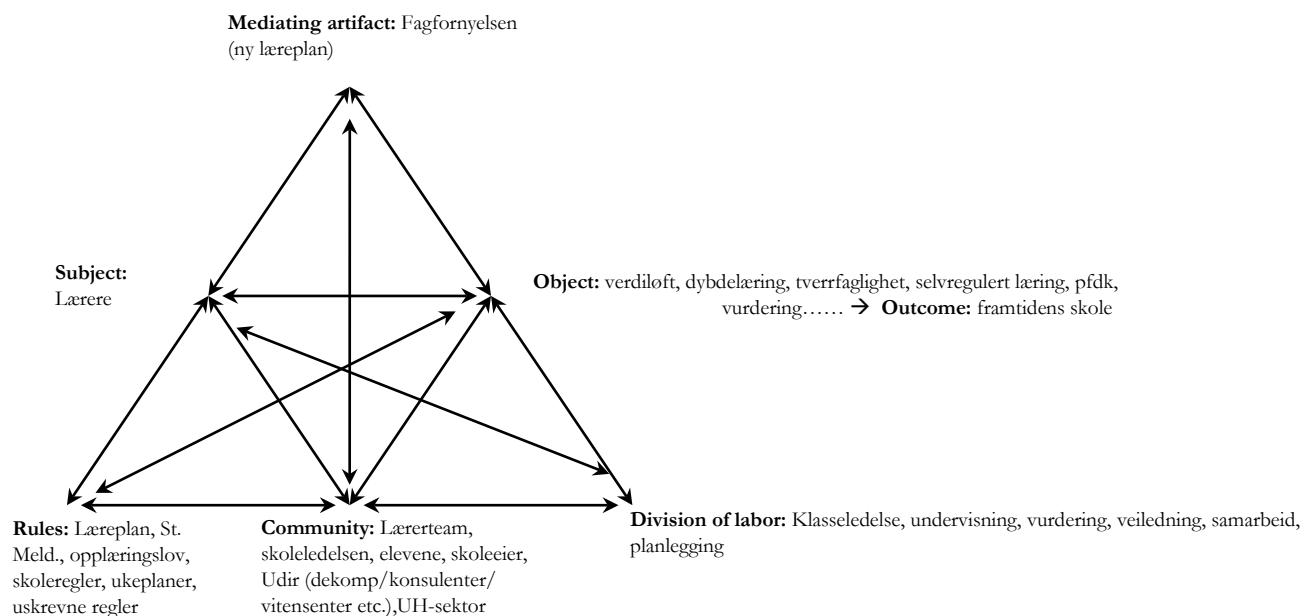 Mediating artifact: Fagfornyelsen
(ny læreplan)
Subject:
Lærere
Object: verdiløft, dybdelæring, tverrfaglighet, selvregulert læring, pfdk,
vurdering…… → Outcome: framtidens skole
Rules: Læreplan, St.
Meld., opplæringslov,
skoleregler, ukeplaner,
uskrevne regler
Community: Lærerteam,
skoleledelsen, elevene, skoleeier,
Udir (dekomp/konsulenter/
vitensenter etc.),UH-sektor
Division of labor: Klasseledelse, undervisning, vurdering, veiledning, samarbeid,
planlegging